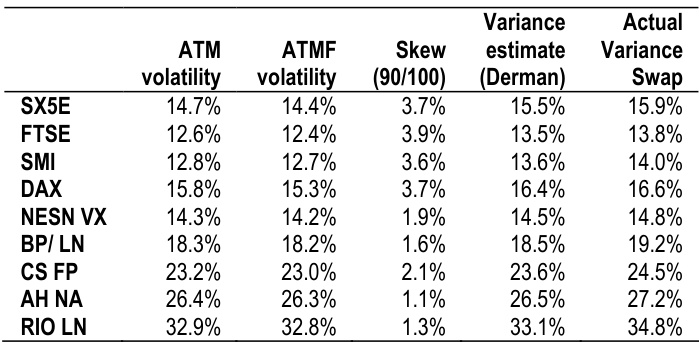 ATM volatility ATMF volatility Skew (90/100) Variance estimate (Derman) Actual Variance Swap
SX5E 14.7% 14.4% 3.7% 15.5% 15.9%
FTSE 12.6% 12.4% 3.9% 13.5% 13.8%
SMI 12.8% 12.7% 3.6% 13.6% 14.0%
DAX 15.8% 15.3% 3.7% 16.4% 16.6%
NESN VX 14.3% 14.2% 1.9% 14.5% 14.8%
BP/ LN 18.3% 18.2% 1.6% 18.5% 19.2%
CS FP 23.2% 23.0% 2.1% 23.6% 24.5%
AH NA 26.4% 26.3% 1.1% 26.5% 27.2%
RIO LN 32.9% 32.8% 1.3% 33.1% 34.8%